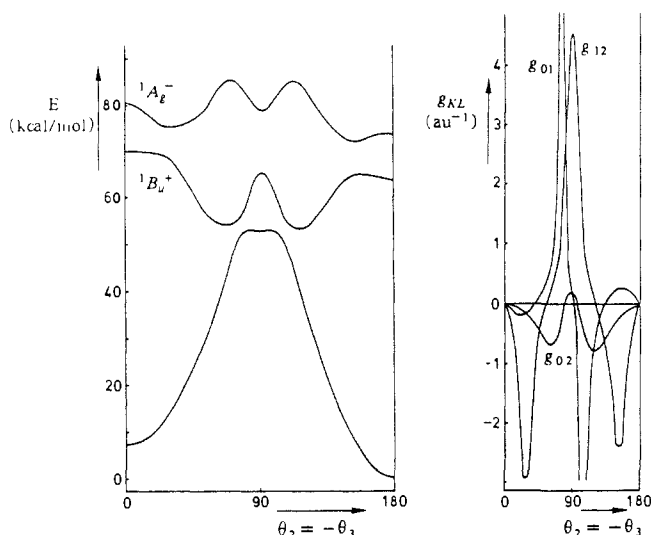 E
(kcal/mol)
80
60
40
20
0
¹A_g⁻
¹B_u⁺
0
90
180
θ₂ = −θ₃
g_KL
(au⁻¹)
4
3
2
1
0
-1
-2
g₀₁
g₁₂
g₀₂
0
90
180
θ₂ = −θ₃